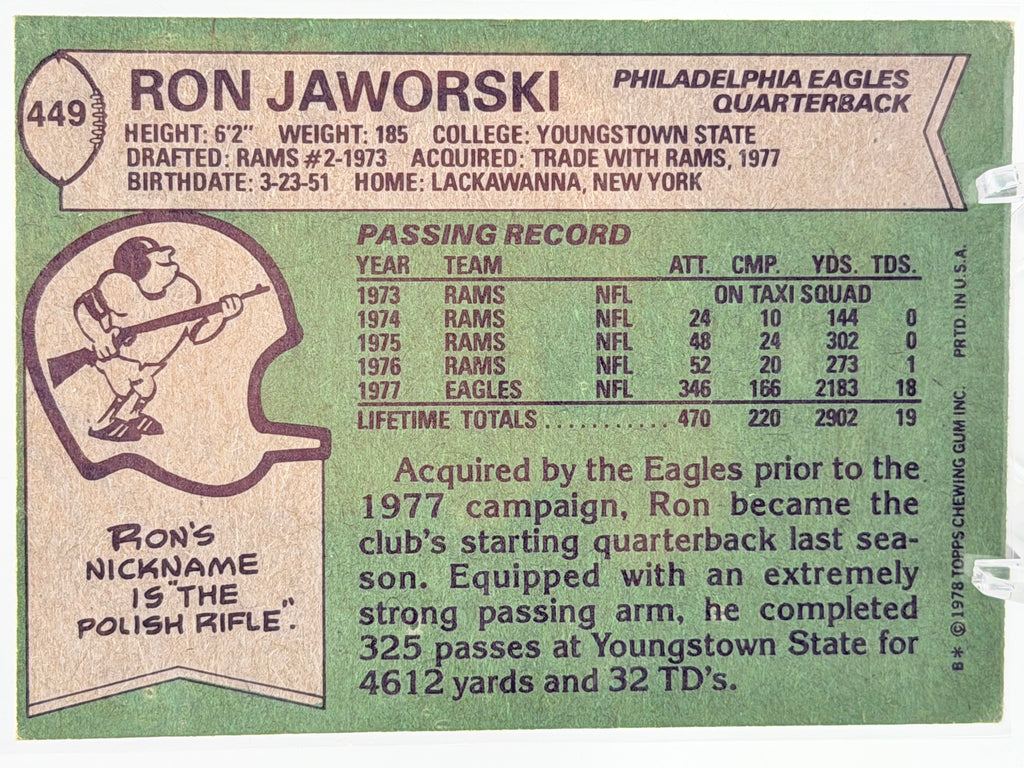 449
RON JAWORSKI
PHILADELPHIA EAGLES
QUARTERBACK
HEIGHT: 6'2" WEIGHT: 185 COLLEGE: YOUNGSTOWN STATE
DRAFTED: RAMS #2-1973 ACQUIRED: TRADE WITH RAMS, 1977
BIRTHDATE: 3-23-51 HOME: LACKAWANNA, NEW YORK
PASSING RECORD
YEAR TEAM ATT. CMP. YDS. TDS.
1973 RAMS NFL ON TAXI SQUAD
1974 RAMS NFL 24 10 144 0
1975 RAMS NFL 48 24 302 0
1976 RAMS NFL 52 20 273 1
1977 EAGLES NFL 346 166 2183 18
LIFETIME TOTALS ........... 470 220 2902 19
Acquired by the Eagles prior to the
1977 campaign, Ron became the
club's starting quarterback last sea-
son. Equipped with an extremely
strong passing arm, he completed
325 passes at Youngstown State for
4612 yards and 32 TD's.
RON'S
NICKNAME
IS "THE
POLISH RIFLE".
B* © 1978 TOPPS CHEWING GUM INC. PRTD. IN U.S.A.